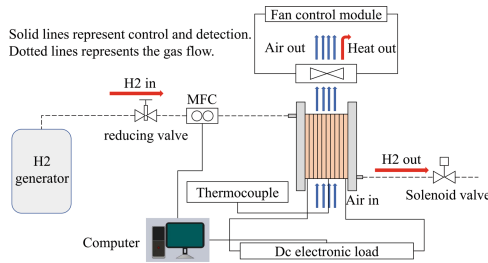 Fan control module
Solid lines represent control and detection.
Dotted lines represents the gas flow.
Air out
Heat out
H2 in
MFC
reducing valve
H2
generator
H2 out
Thermocouple
Air in
Solenoid valve
Computer
Dc electronic load